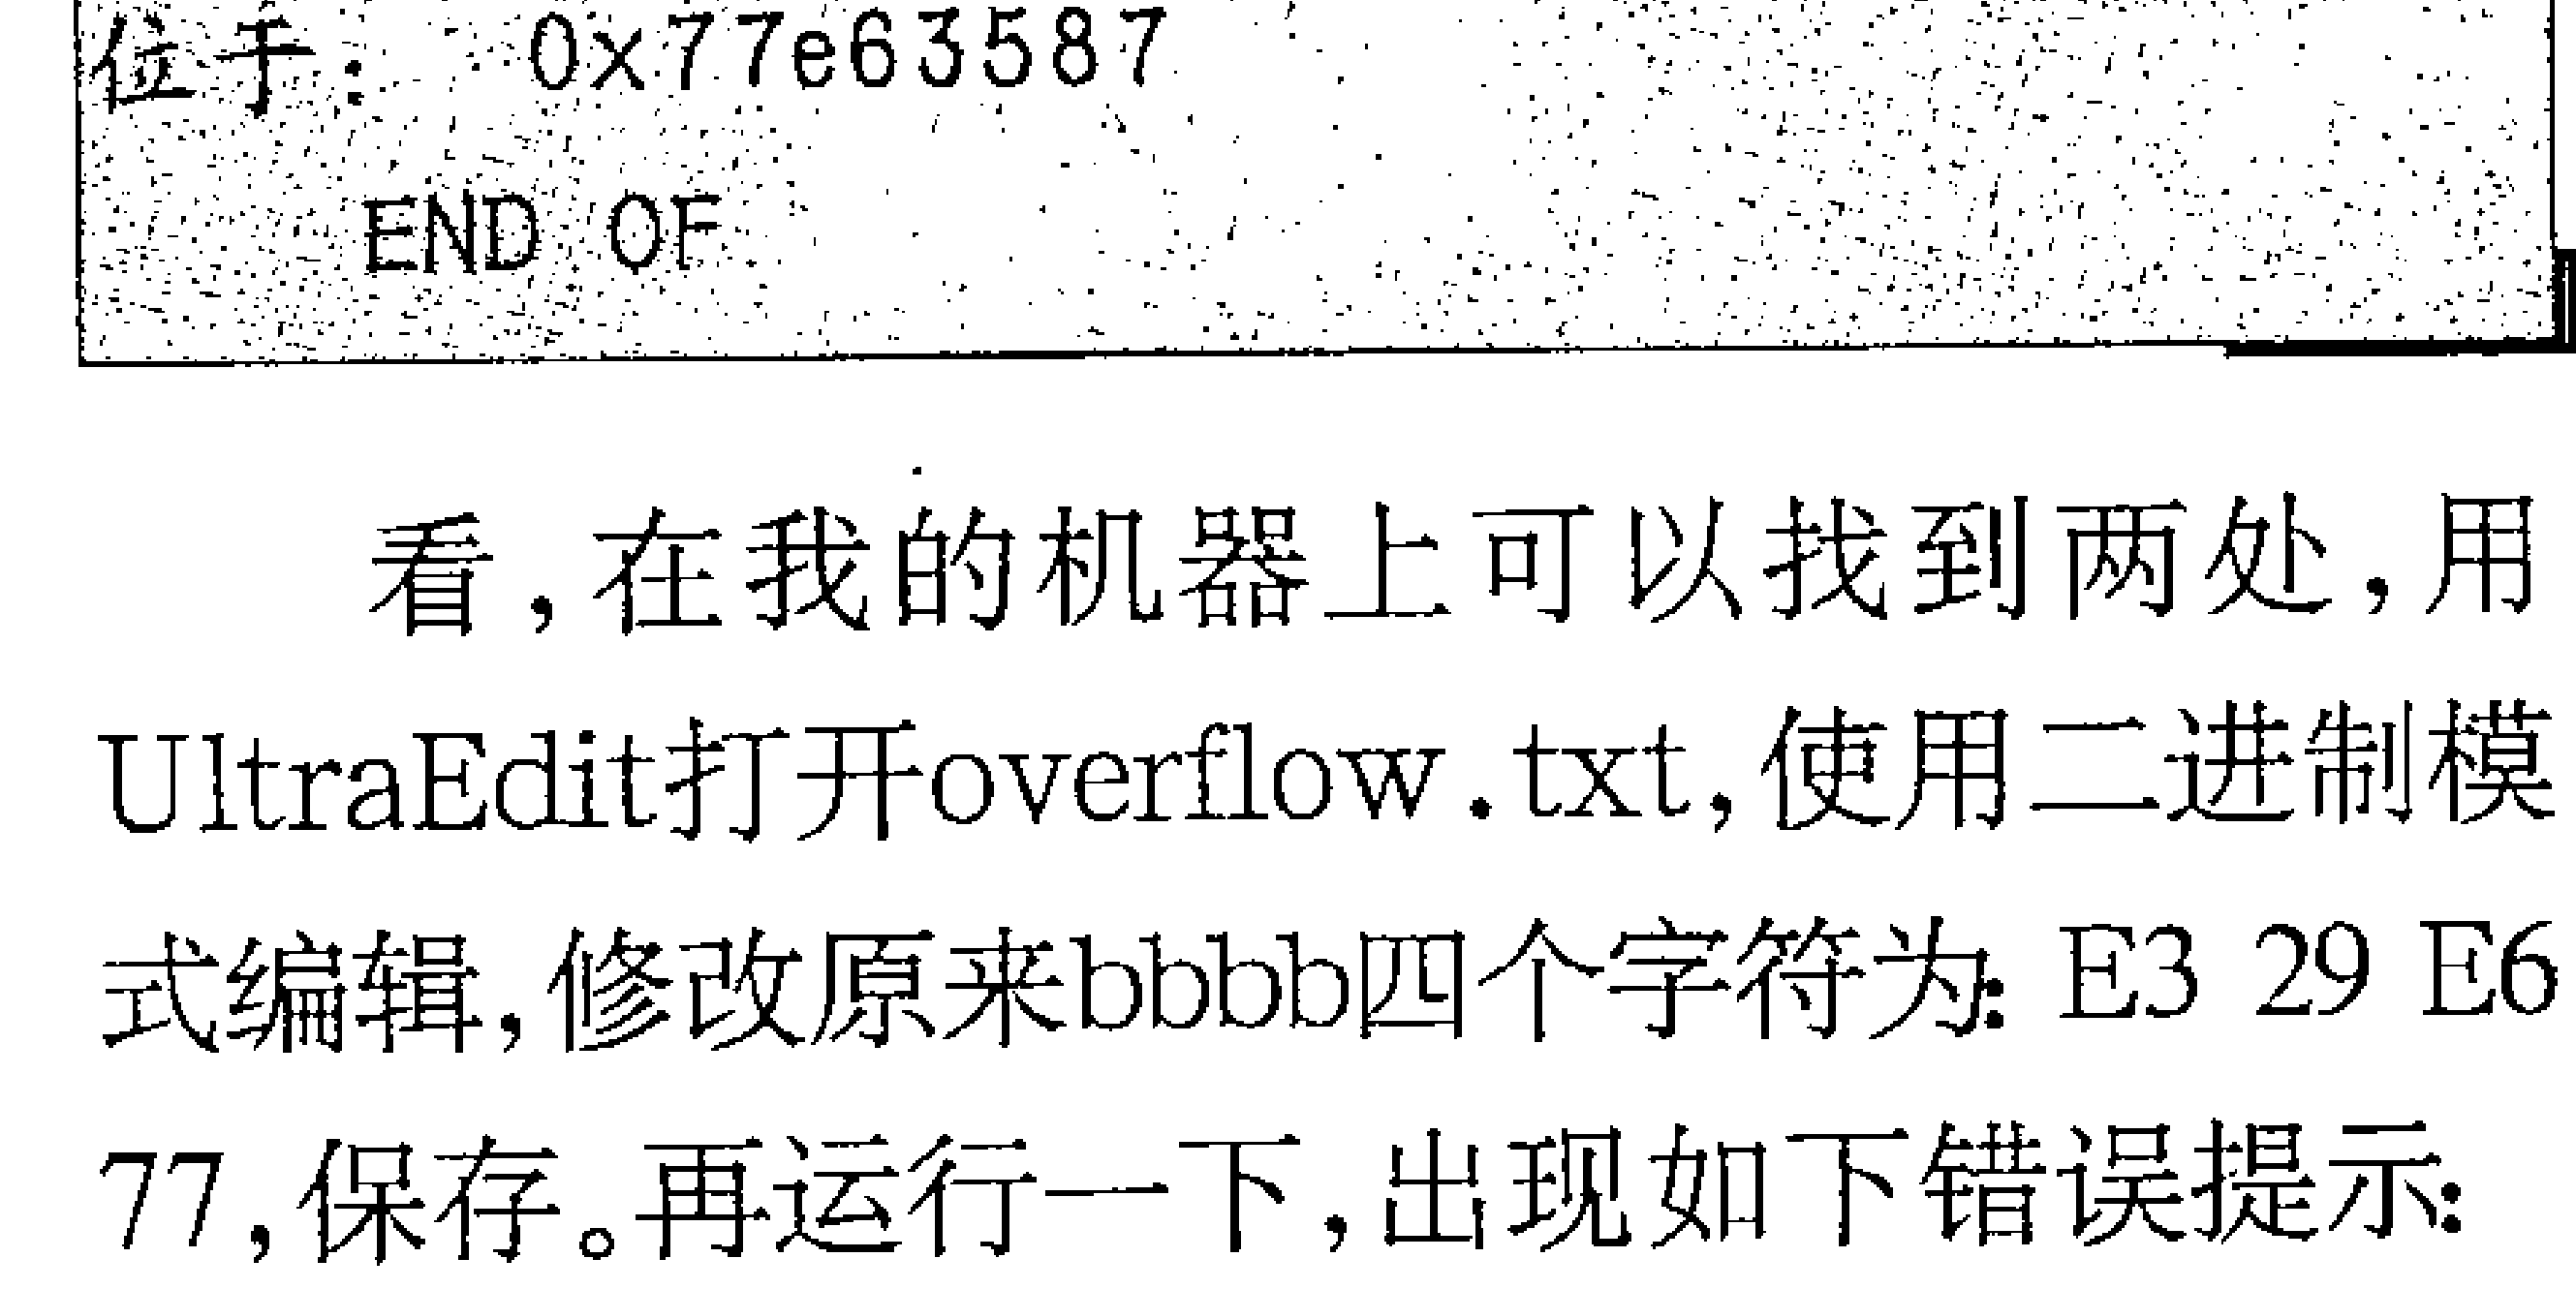 位于: 0x77e63587
END OF
看,在我的机器上可以找到两处,用
UltraEdit打开overflow.txt,使用二进制模
式编辑,修改原来bbbb四个字符为: E3 29 E6
77,保存。再运行一下,出现如下错误提示: